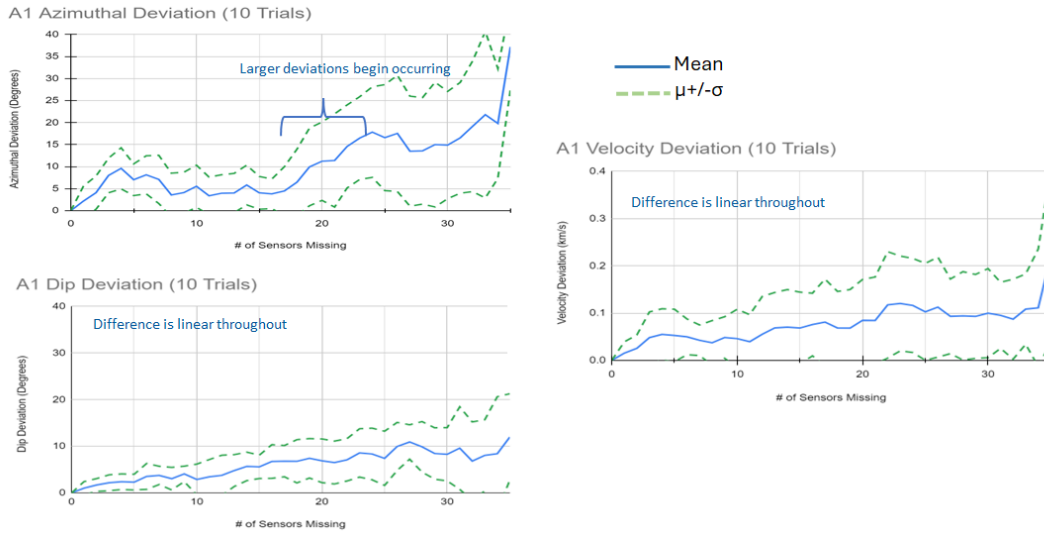 A1 Azimuthal Deviation (10 Trials)
40
35
30
25
20
15
10
5
0
Azimuthal Deviation (Degrees)
Larger deviations begin occurring
0
10
20
30
# of Sensors Missing
Mean
μ+/-σ
A1 Velocity Deviation (10 Trials)
0.4
0.3
0.2
0.1
0.0
Velocity Deviation (km/s)
Difference is linear throughout
0
10
20
30
# of Sensors Missing
A1 Dip Deviation (10 Trials)
40
30
20
10
0
Dip Deviation (Degrees)
Difference is linear throughout
0
10
20
30
# of Sensors Missing